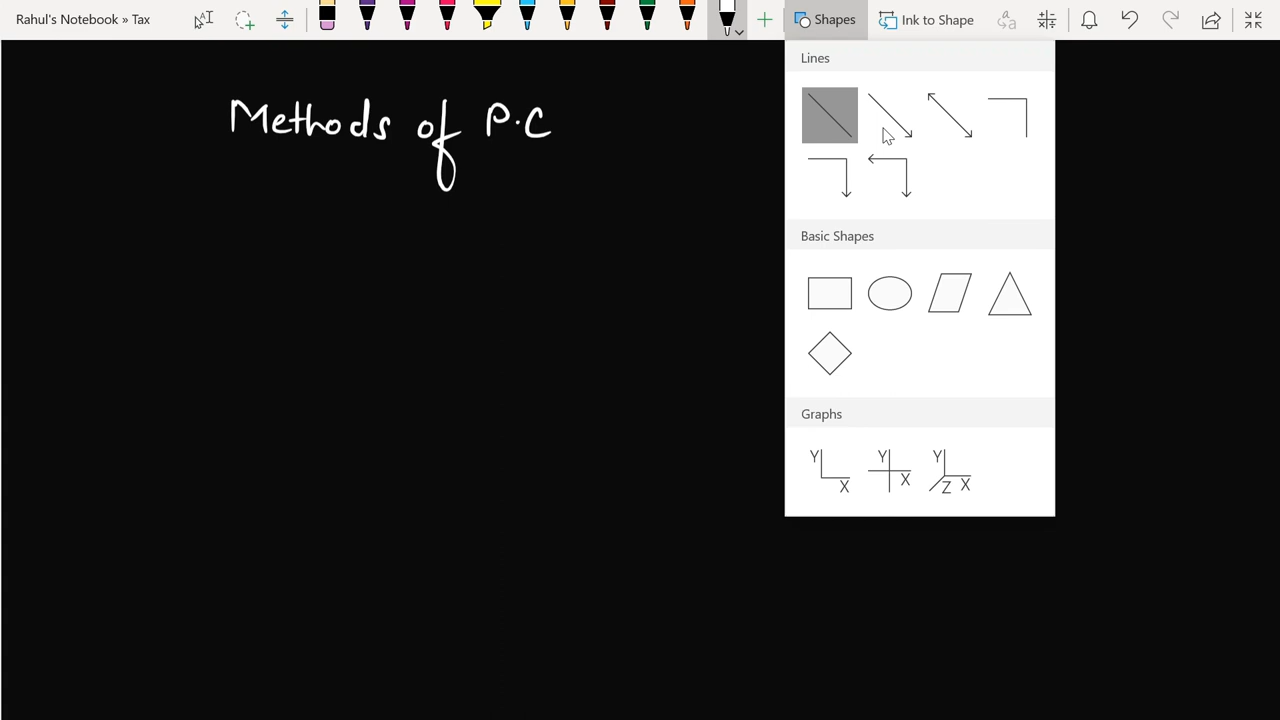 Rahul's Notebook » Tax
Shapes
Ink to Shape
Methods of P.C
Lines
Basic Shapes
Graphs
Y X
Y X
Y Z X